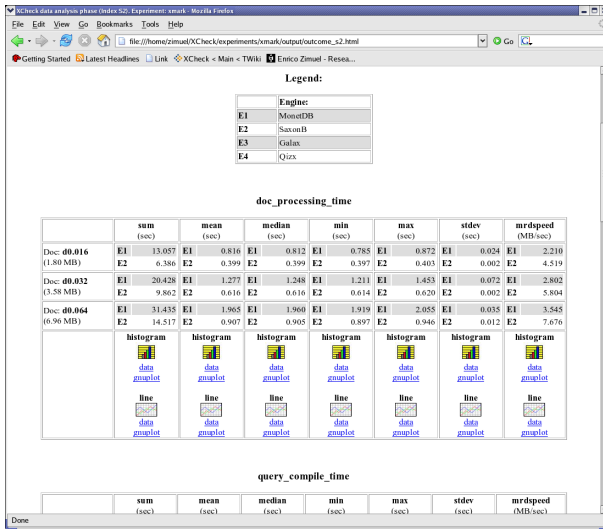 XCheck data analysis phase (Index S2). Experiment: xmark - Mozilla Firefox
File Edit View Go Bookmarks Tools Help
file:///home/zimuel/XCheck/experiments/xmark/output/outcome_s2.html Go
Getting Started Latest Headlines Link XCheck < Main < TWiki Enrico Zimuel - Resea...
Legend:
Engine:
E1 MonetDB
E2 SaxonB
E3 Galax
E4 Qizx
doc_processing_time
sum mean median min max stdev mrdspeed
(sec) (sec) (sec) (sec) (sec) (sec) (MB/sec)
Doc: d0.016 E1 13.057 E1 0.816 E1 0.812 E1 0.785 E1 0.872 E1 0.024 E1 2.210
(1.80 MB) E2 6.386 E2 0.399 E2 0.399 E2 0.397 E2 0.403 E2 0.002 E2 4.519
Doc: d0.032 E1 20.428 E1 1.277 E1 1.248 E1 1.211 E1 1.453 E1 0.072 E1 2.802
(3.58 MB) E2 9.862 E2 0.616 E2 0.616 E2 0.614 E2 0.620 E2 0.002 E2 5.804
Doc: d0.064 E1 31.435 E1 1.965 E1 1.960 E1 1.919 E1 2.055 E1 0.035 E1 3.545
(6.96 MB) E2 14.517 E2 0.907 E2 0.905 E2 0.897 E2 0.946 E2 0.012 E2 7.676
histogram histogram histogram histogram histogram histogram histogram
data data data data data data data
gnuplot gnuplot gnuplot gnuplot gnuplot gnuplot gnuplot
line line line line line line line
data data data data data data data
gnuplot gnuplot gnuplot gnuplot gnuplot gnuplot gnuplot
query_compile_time
sum mean median min max stdev mrdspeed
(sec) (sec) (sec) (sec) (sec) (sec) (MB/sec)
Done